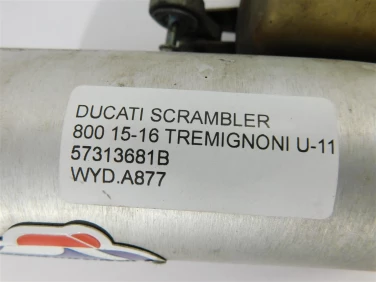 DUCATI SCRAMBLER
800 15-16 TREMIGNONI U-11
57313681B
WYD.A877